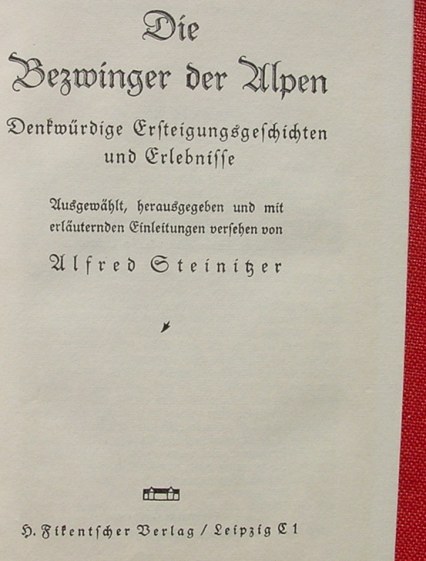 Die
Bezwinger der Alpen
Denkwürdige Ersteigungsgeschichten
und Erlebnisse
Ausgewählt, herausgegeben und mit
erläuternden Einleitungen versehen von
Alfred Steinitzer
H. Fikentscher Verlag / Leipzig C 1